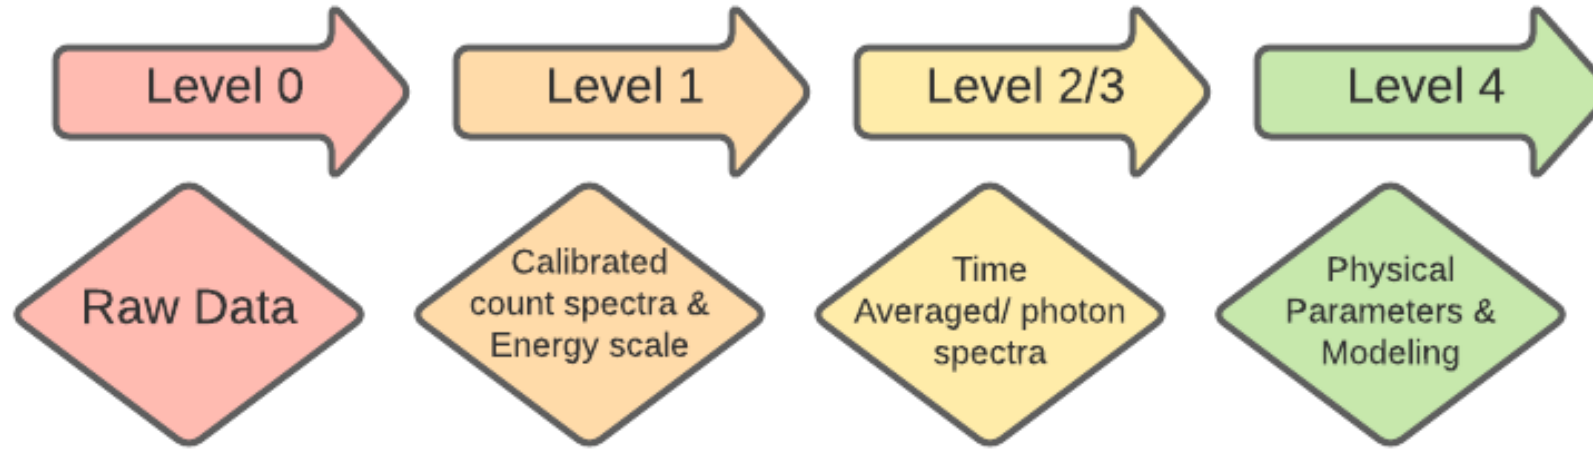 Level 0
Level 1
Level 2/3
Level 4
Raw Data
Calibrated
count spectra &
Energy scale
Time
Averaged/ photon
spectra
Physical
Parameters &
Modeling